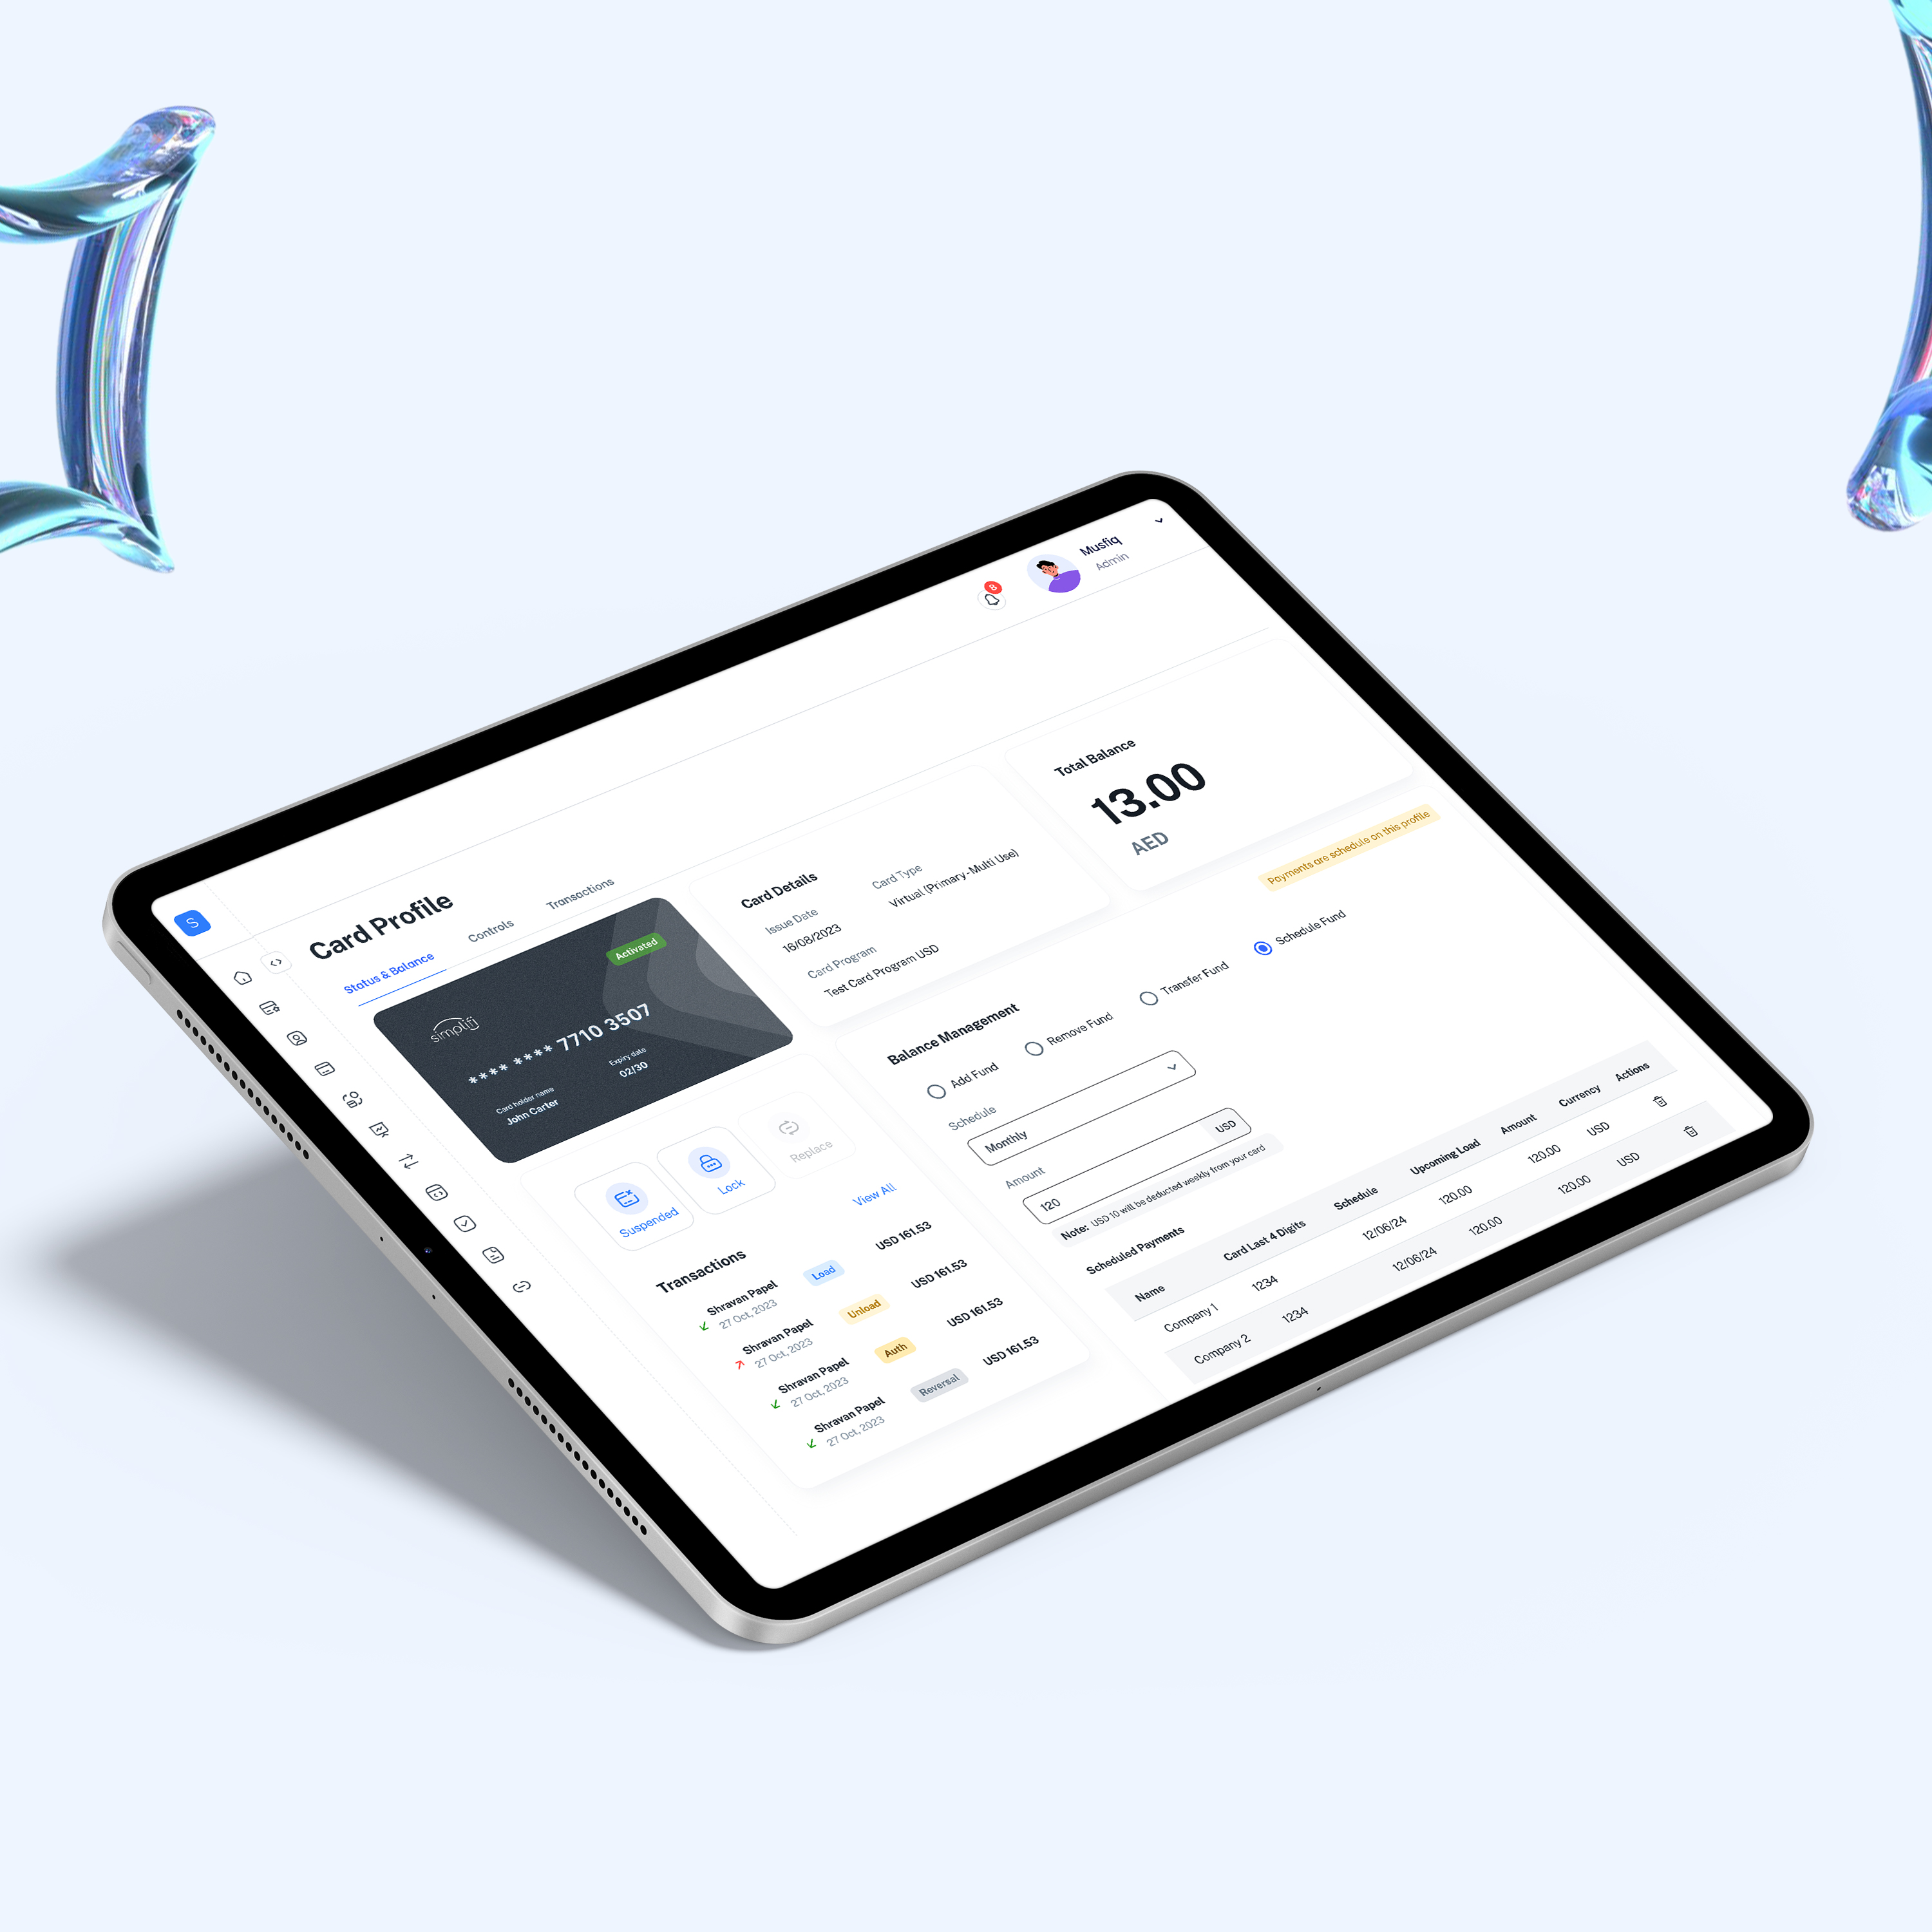 Musfiq
Admin
8
S
Card Profile
Status & Balance
Controls
Transactions
Activated
simplifi
**** **** 7710 3507
Card holder name
John Carter
Expiry date
02/30
Card Details
Issue Date
16/08/2023
Card Type
Virtual (Primary-Multi Use)
Card Program
Test Card Program USD
Total Balance
13.00
AED
Suspended
Lock
Replace
Transactions
View All
Shravan Papel
27 Oct, 2023
Load
USD 161.53
Shravan Papel
27 Oct, 2023
Unload
USD 161.53
Shravan Papel
27 Oct, 2023
Auth
USD 161.53
Shravan Papel
27 Oct, 2023
Reversal
USD 161.53
Balance Management
Payments are schedule on this profile
Add Fund
Remove Fund
Transfer Fund
Schedule Fund
Schedule
Monthly
Amount
120
USD
Note: USD 10 will be deducted weekly from your card
Scheduled Payments
Name Card Last 4 Digits Schedule Upcoming Load Amount Currency Actions
Company 1 1234 12/06/24 120.00 120.00 USD
Company 2 1234 12/06/24 120.00 120.00 USD